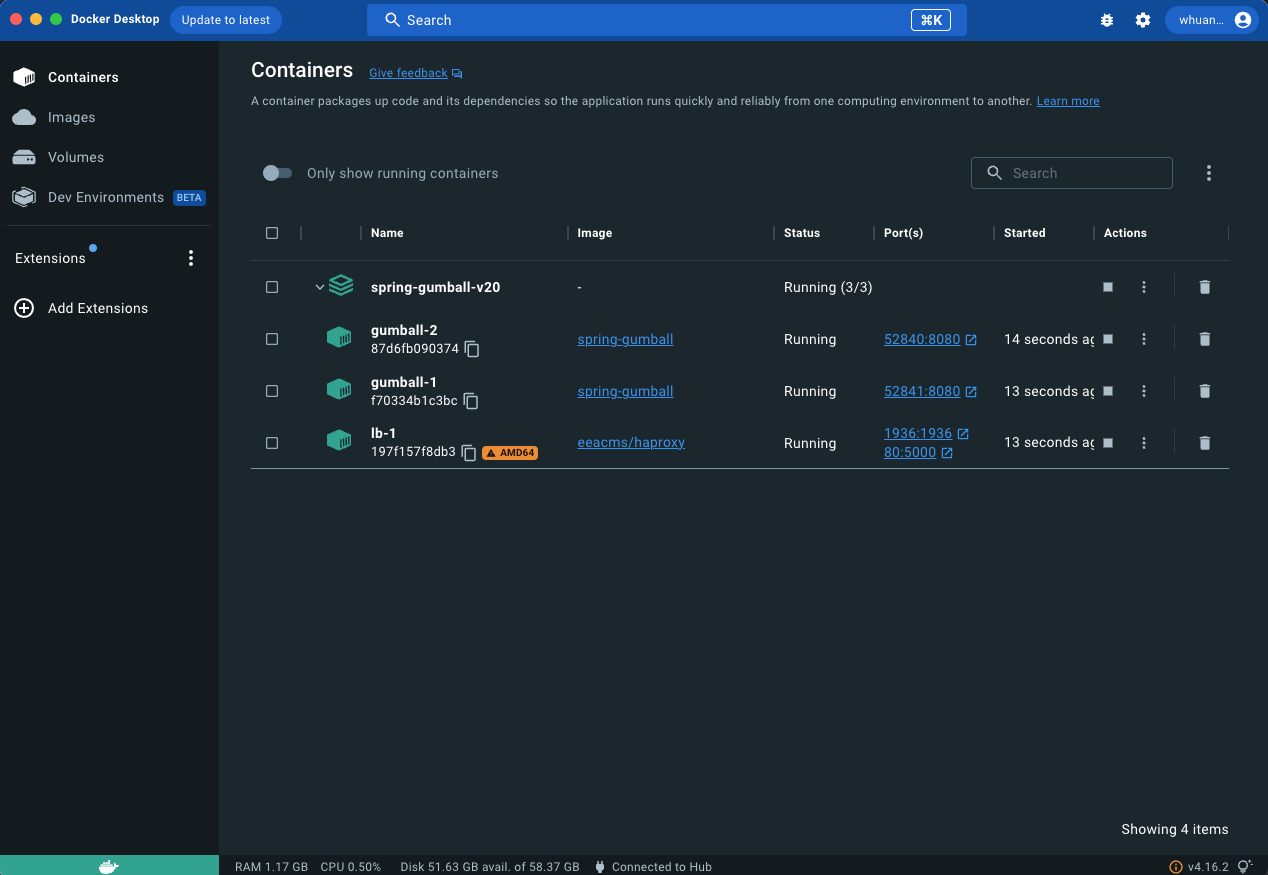 Docker Desktop Update to latest Search ⌘K whuan...
Containers
Images
Volumes
Dev Environments BETA
Extensions
Add Extensions
Containers Give feedback
A container packages up code and its dependencies so the application runs quickly and reliably from one computing environment to another. Learn more
Only show running containers Search
Name Image Status Port(s) Started Actions
spring-gumball-v20 - Running (3/3)
gumball-2
87d6fb090374 spring-gumball Running 52840:8080 14 seconds ag
gumball-1
f70334b1c3bc spring-gumball Running 52841:8080 13 seconds ag
lb-1
197f157f8db3 AMD64 eeacms/haproxy Running 1936:1936 13 seconds ag
80:5000
Showing 4 items
RAM 1.17 GB CPU 0.50% Disk 51.63 GB avail. of 58.37 GB Connected to Hub v4.16.2